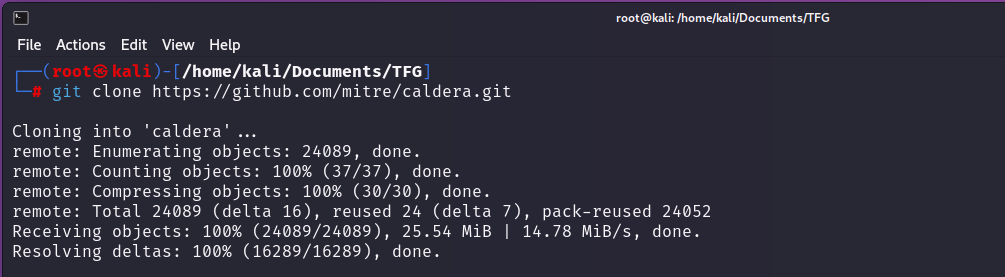 root@kali: /home/kali/Documents/TFG
File Actions Edit View Help
┌──(root㉿kali)-[/home/kali/Documents/TFG]
└─# git clone https://github.com/mitre/caldera.git
Cloning into 'caldera'...
remote: Enumerating objects: 24089, done.
remote: Counting objects: 100% (37/37), done.
remote: Compressing objects: 100% (30/30), done.
remote: Total 24089 (delta 16), reused 24 (delta 7), pack-reused 24052
Receiving objects: 100% (24089/24089), 25.54 MiB | 14.78 MiB/s, done.
Resolving deltas: 100% (16289/16289), done.